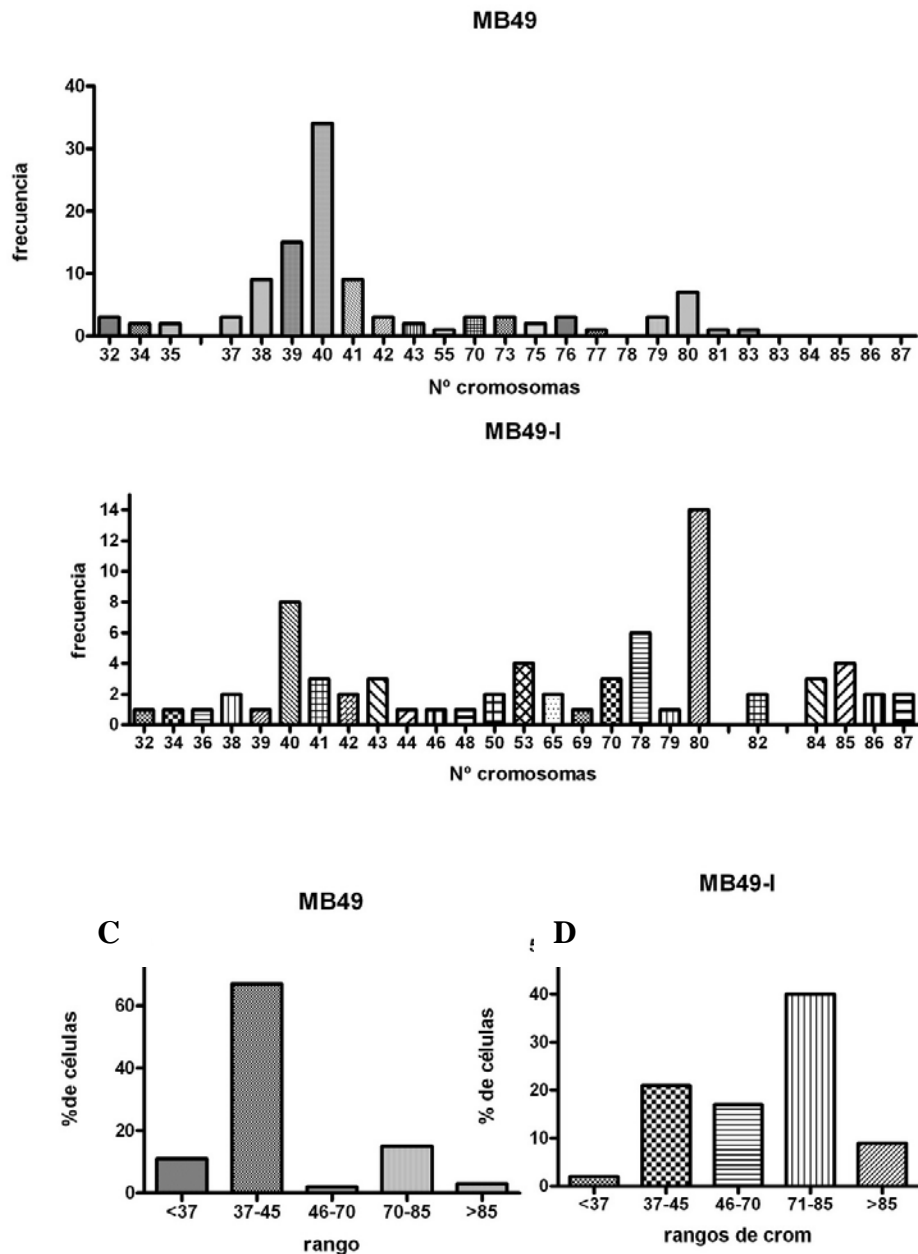 MB49
40
30
20
10
0
frecuencia
32 34 35 37 38 39 40 41 42 43 55 70 73 75 76 77 78 79 80 81 83 83 84 85 86 87
Nº cromosomas
MB49-I
14
12
10
8
6
4
2
0
frecuencia
32 34 36 38 39 40 41 42 43 44 46 48 50 53 65 69 70 78 79 80 82 84 85 86 87
Nº cromosomas
MB49
C
60
40
20
0
%de células
<37 37-45 46-70 70-85 >85
rango
MB49-I
D
40
30
20
10
0
% de células
<37 37-45 46-70 71-85 >85
rangos de crom